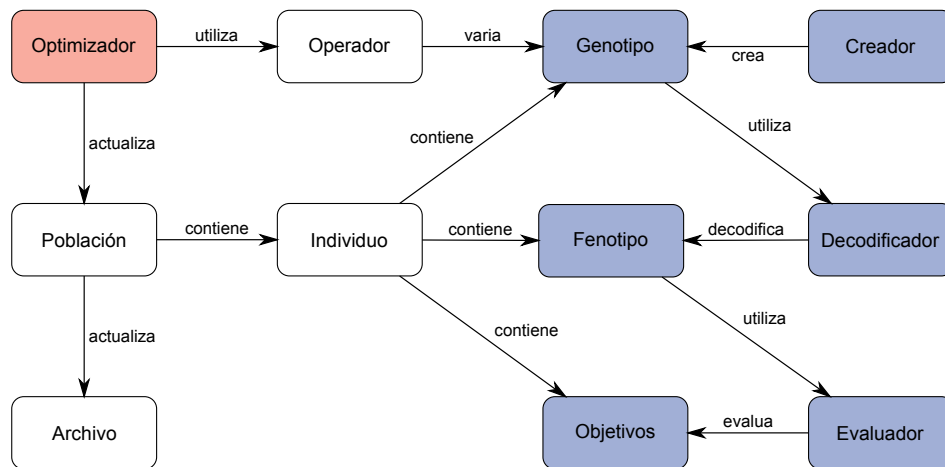 Optimizador
utiliza
Operador
varia
Genotipo
crea
Creador
actualiza
contiene
utiliza
Población
contiene
Individuo
contiene
Fenotipo
decodifica
Decodificador
actualiza
contiene
utiliza
Archivo
Objetivos
evalua
Evaluador